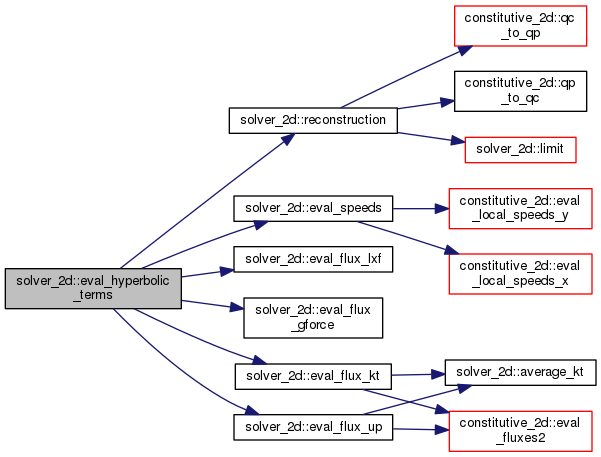 solver_2d::eval_hyperbolic
_terms
solver_2d::reconstruction
constitutive_2d::qc
_to_qp
constitutive_2d::qp
_to_qc
solver_2d::limit
solver_2d::eval_speeds
constitutive_2d::eval
_local_speeds_y
constitutive_2d::eval
_local_speeds_x
solver_2d::eval_flux_lxf
solver_2d::eval_flux
_gforce
solver_2d::eval_flux_kt
solver_2d::average_kt
solver_2d::eval_flux_up
constitutive_2d::eval
_fluxes2